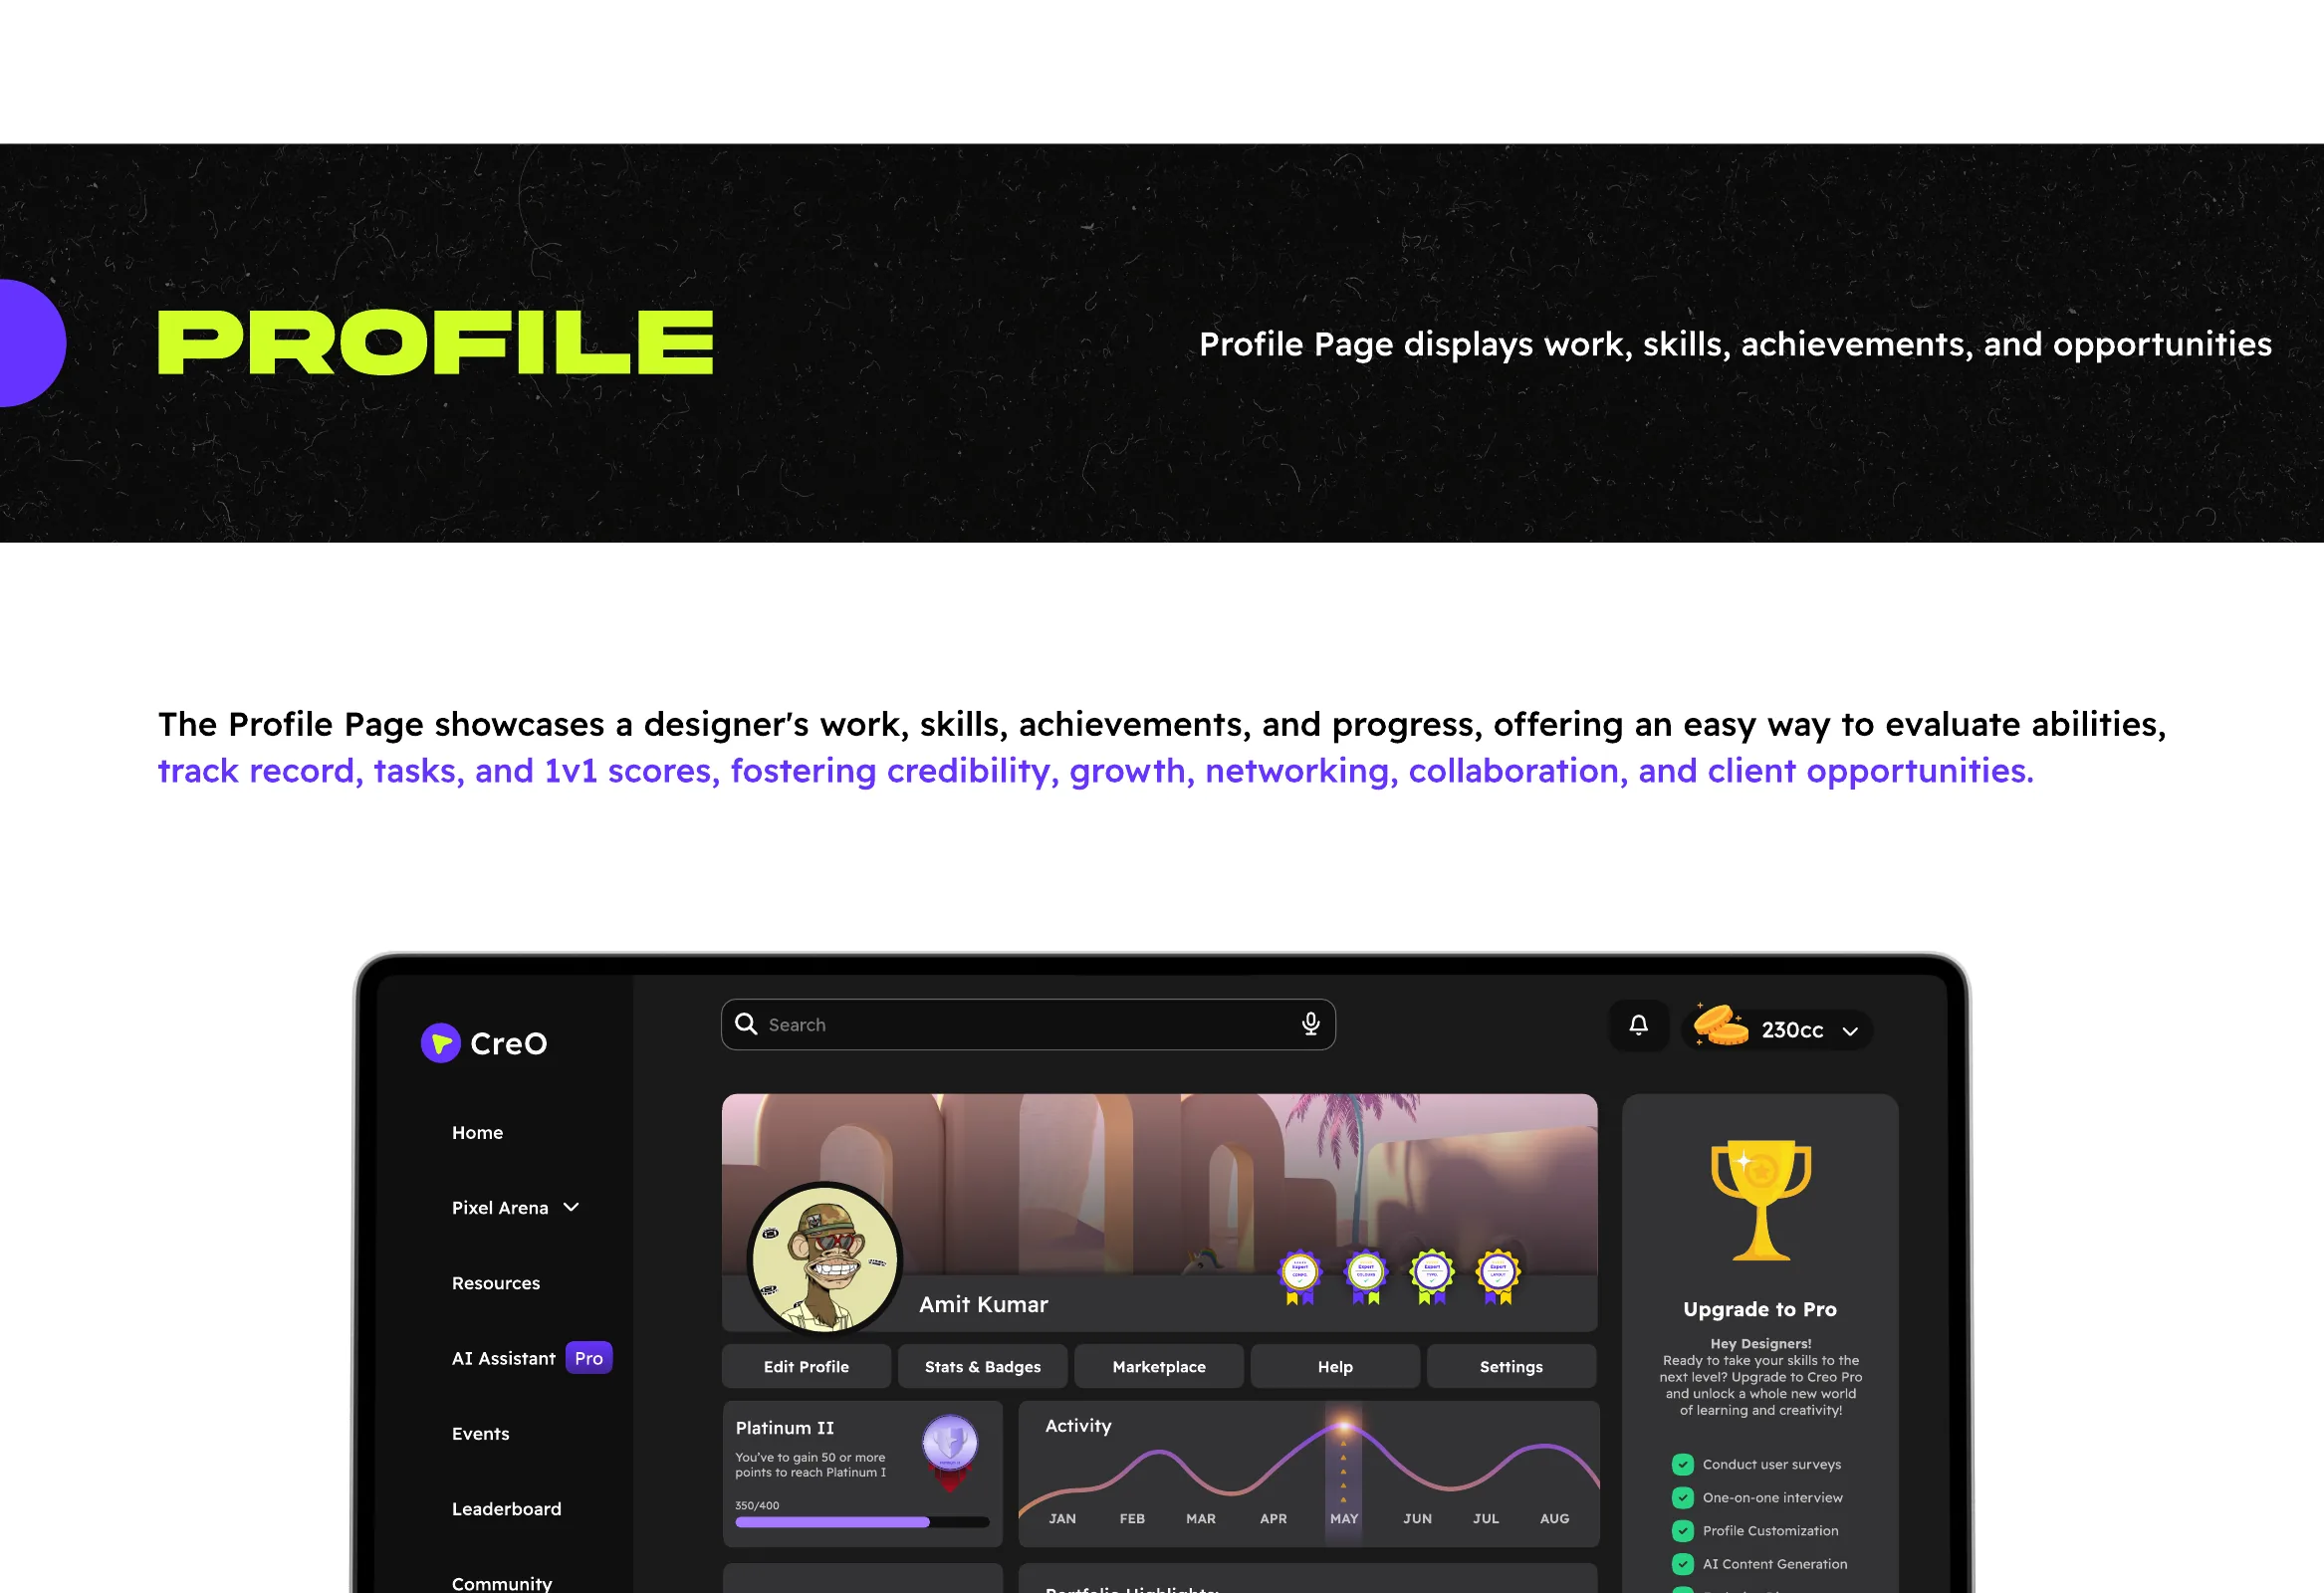 PROFILE
Profile Page displays work, skills, achievements, and opportunities
The Profile Page showcases a designer's work, skills, achievements, and progress, offering an easy way to evaluate abilities,
track record, tasks, and 1v1 scores, fostering credibility, growth, networking, collaboration, and client opportunities.
CreO
Search
230cc
Home
Pixel Arena
Resources
AI Assistant Pro
Events
Leaderboard
Community
Amit Kumar
Expert
Expert
Expert
Expert
Edit Profile
Stats & Badges
Marketplace
Help
Settings
Platinum II
You've to gain 50 or more
points to reach Platinum I
350/400
Activity
JAN FEB MAR APR MAY JUN JUL AUG
Portfolio Highlights
Upgrade to Pro
Hey Designers!
Ready to take your skills to the
next level? Upgrade to Creo Pro
and unlock a whole new world
of learning and creativity!
Conduct user surveys
One-on-one interview
Profile Customization
AI Content Generation